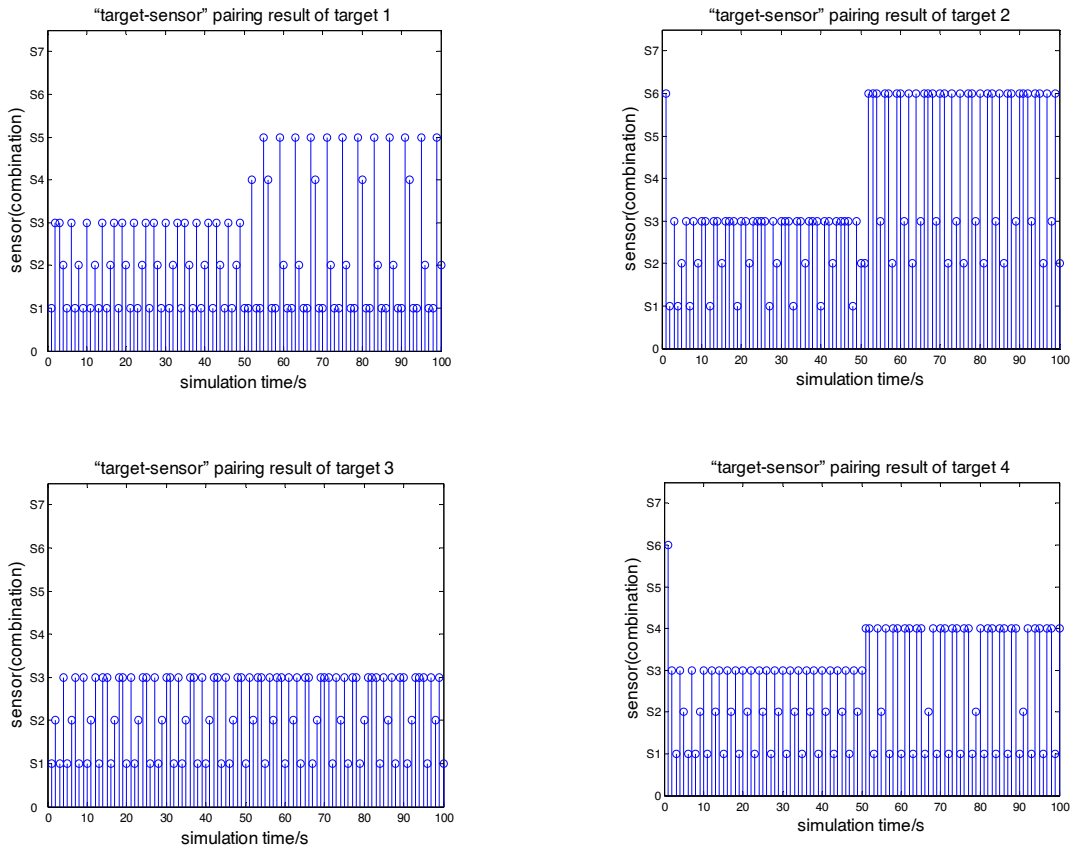 “target-sensor” pairing result of target 1
S7
S6
S5
S4
S3
S2
S1
0
sensor(combination)
0 10 20 30 40 50 60 70 80 90 100
simulation time/s
“target-sensor” pairing result of target 2
S7
S6
S5
S4
S3
S2
S1
0
sensor(combination)
0 10 20 30 40 50 60 70 80 90 100
simulation time/s
“target-sensor” pairing result of target 3
S7
S6
S5
S4
S3
S2
S1
0
sensor(combination)
0 10 20 30 40 50 60 70 80 90 100
simulation time/s
“target-sensor” pairing result of target 4
S7
S6
S5
S4
S3
S2
S1
0
sensor(combination)
0 10 20 30 40 50 60 70 80 90 100
simulation time/s